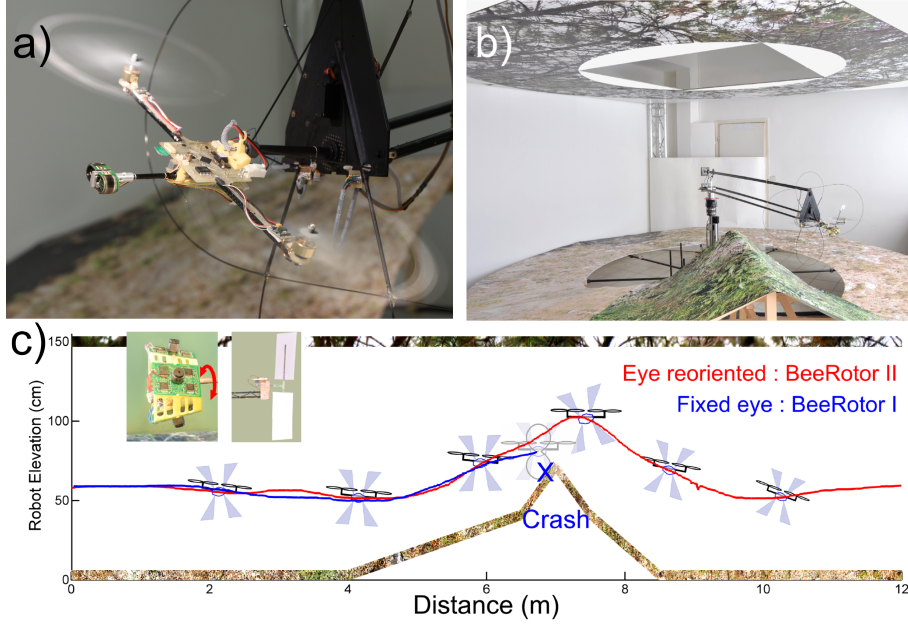 a)
b)
c)
150
100
50
0
Robot Elevation (cm)
Eye reoriented : BeeRotor II
Fixed eye : BeeRotor I
X
Crash
0
2
4
6
8
10
12
Distance (m)